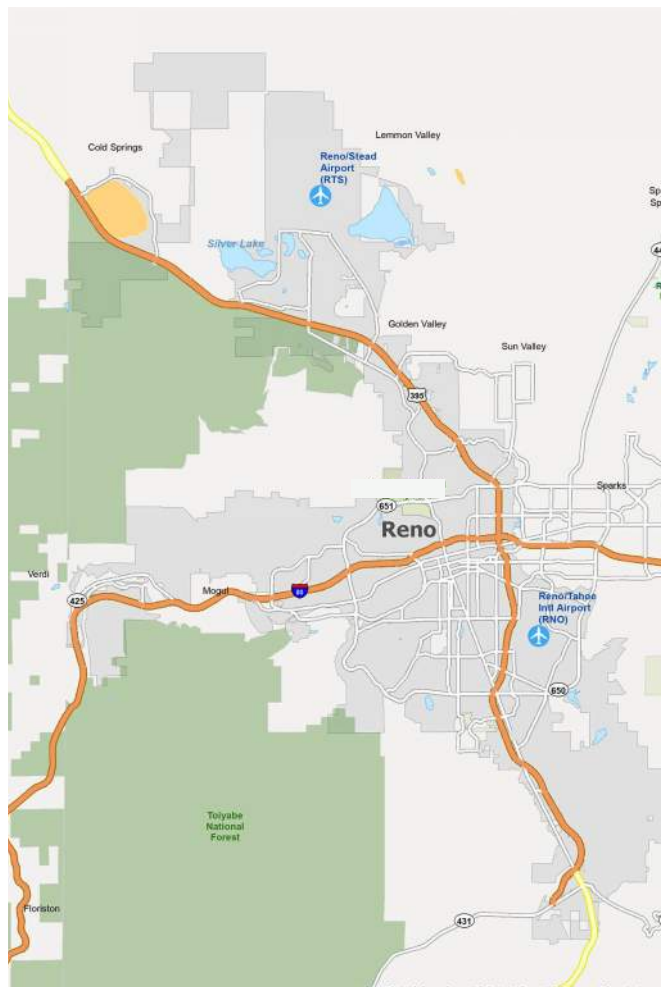 Lemmon Valley
Cold Springs
Reno/Stead
Airport
(RTS)
Silver Lake
Golden Valley
Sun Valley
395
Sparks
651
Reno
Verdi
Mogul
80
425
Reno/Tahoe
Intl Airport
(RNO)
650
Toiyabe
National
Forest
Floriston
431